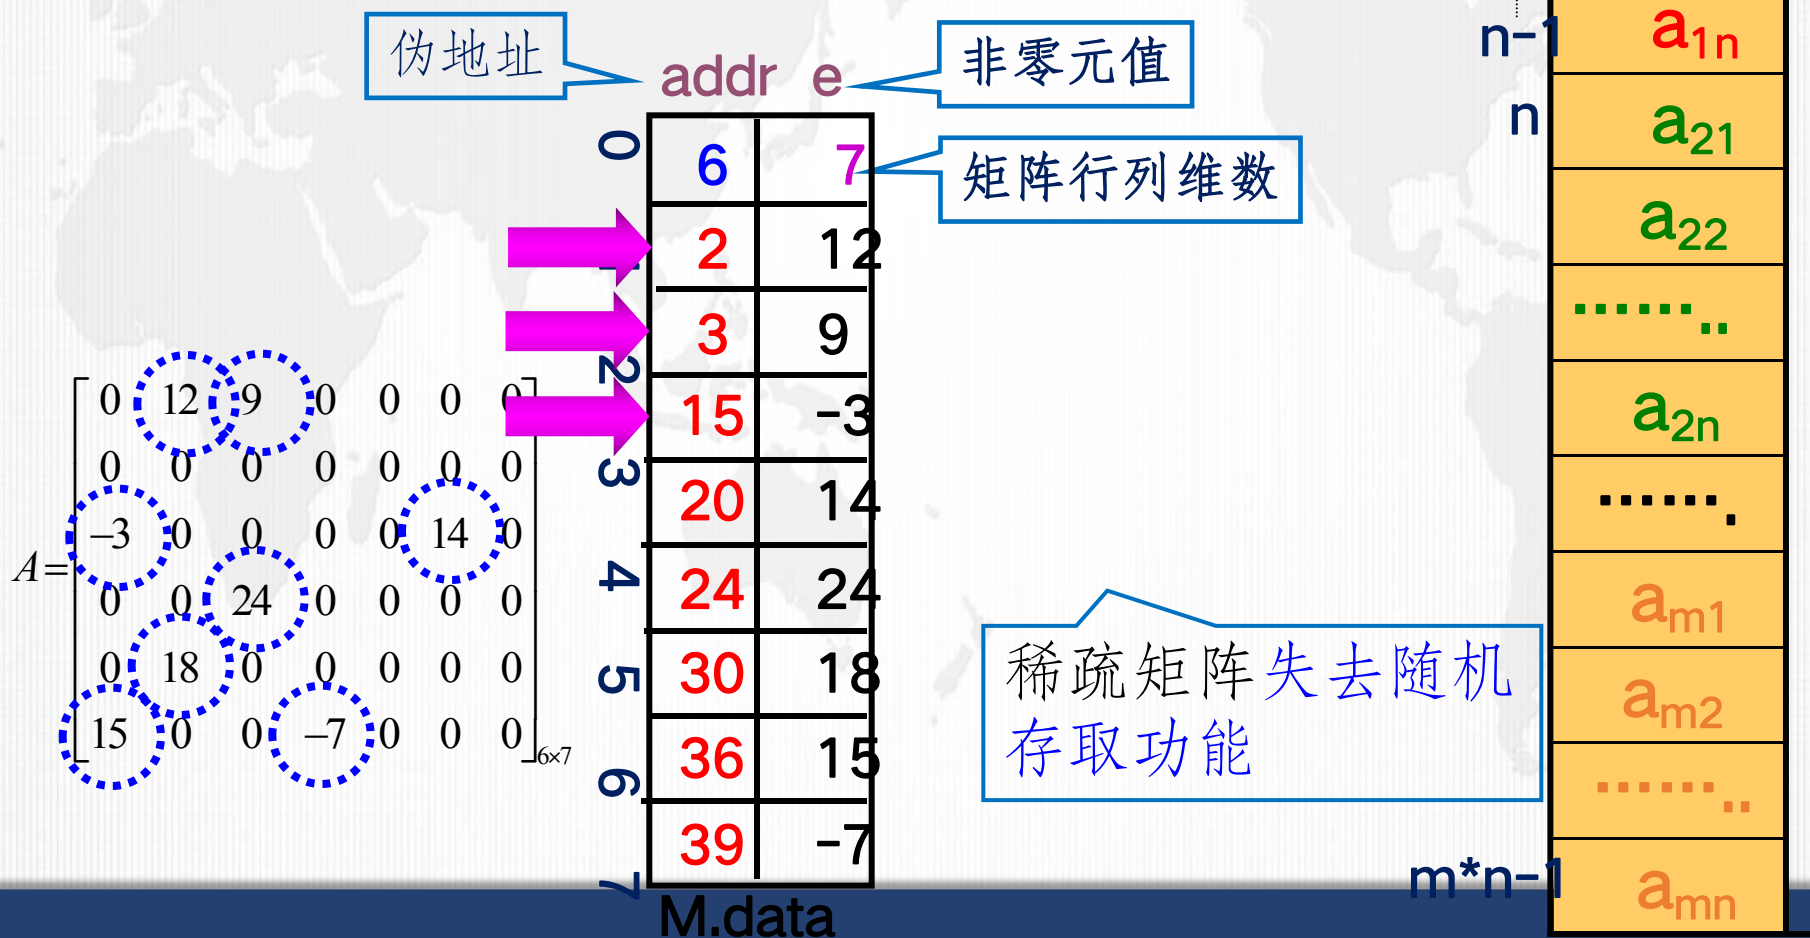 伪地址
addr e
非零元值
矩阵行列维数
0 6 7
2 12
2 3 9
15 -3
3 20 14
4 24 24
5 30 18
6 36 15
7 39 -7
M.data
A=
0 12 9 0 0 0 0
0 0 0 0 0 0 0
-3 0 0 0 0 14 0
0 0 24 0 0 0 0
0 18 0 0 0 0 0
15 0 0 -7 0 0 0
6×7
稀疏矩阵失去随机
存取功能
n-1 a1n
n a21
a22
........
a2n
.......
am1
am2
........
m*n-1 amn